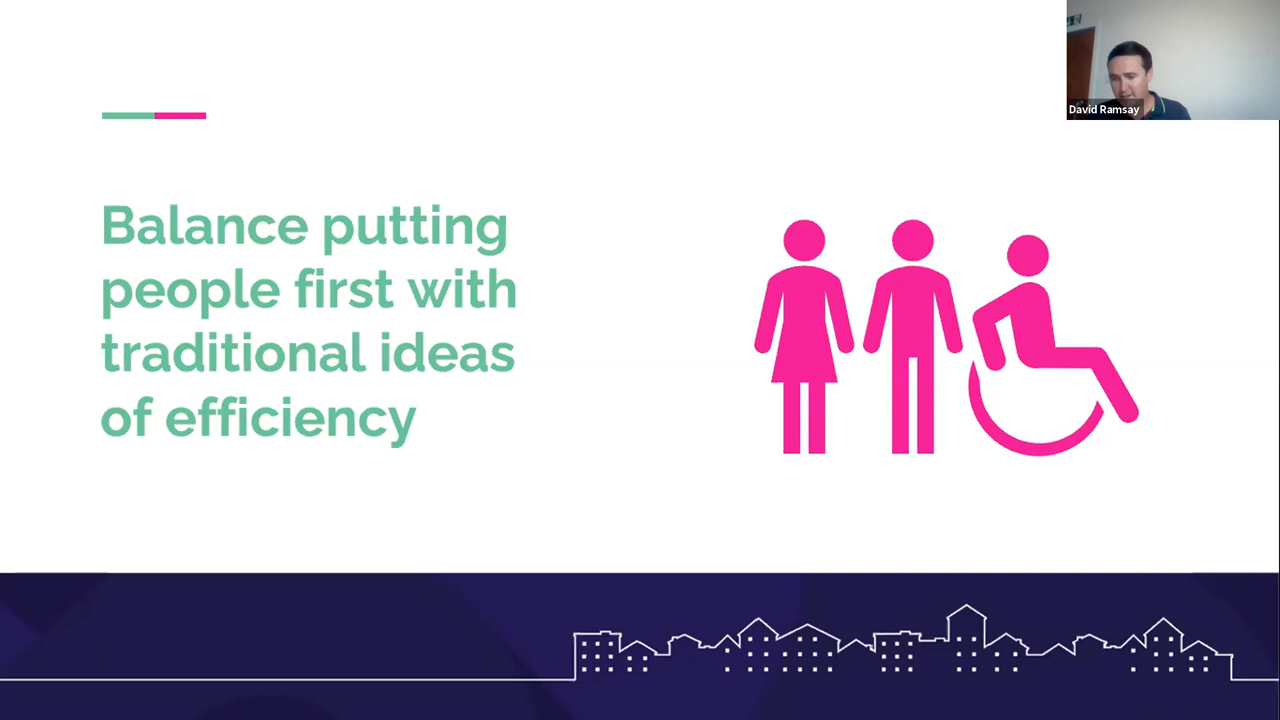 David Ramsay
Balance putting
people first with
traditional ideas
of efficiency